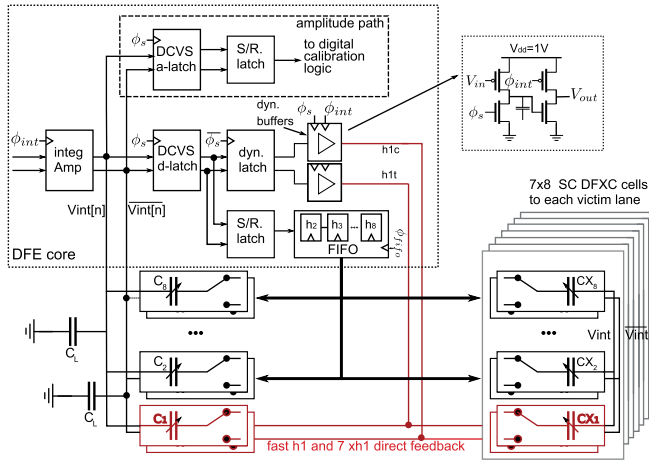 amplitude path
ϕs
DCVS
a-latch
S/R.
latch
to digital
calibration
logic
Vdd=1V
Vin
ϕint
ϕs
Vout
dyn.
buffers
ϕs
ϕint
ϕint
integ
Amp
ϕs
DCVS
d-latch
ϕs
dyn.
latch
h1c
h1t
Vint[n]
Vint[n]
S/R.
latch
h2
h3
...
h8
FIFO
ϕfifo
DFE core
7x8 SC DFXC cells
to each victim lane
C8
CX8
•••
•••
Vint
Vint
CL
C2
CX2
CL
C1
CX1
fast h1 and 7 xh1 direct feedback